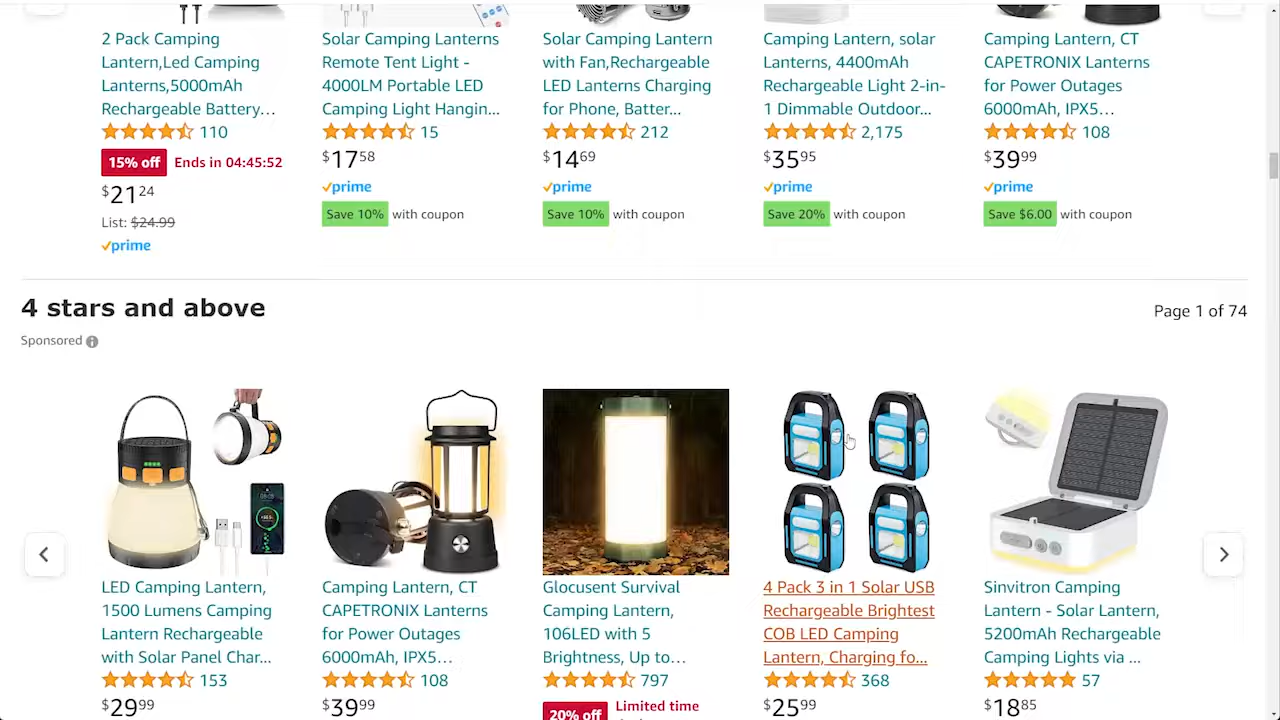 2 Pack Camping
Lantern,Led Camping
Lanterns,5000mAh
Rechargeable Battery…
110
15% off Ends in 04:45:52
$21 24
List: $24.99
prime
Solar Camping Lanterns
Remote Tent Light -
4000LM Portable LED
Camping Light Hangin...
15
$17 58
prime
Save 10% with coupon
Solar Camping Lantern
with Fan,Rechargeable
LED Lanterns Charging
for Phone, Batter...
212
$14 69
prime
Save 10% with coupon
Camping Lantern, solar
Lanterns, 4400mAh
Rechargeable Light 2-in-
1 Dimmable Outdoor...
2,175
$35 95
prime
Save 20% with coupon
Camping Lantern, CT
CAPETRONIX Lanterns
for Power Outages
6000mAh, IPX5…
108
$39 99
prime
Save $6.00 with coupon
4 stars and above
Page 1 of 74
Sponsored
LED Camping Lantern,
1500 Lumens Camping
Lantern Rechargeable
with Solar Panel Char...
153
$29 99
Camping Lantern, CT
CAPETRONIX Lanterns
for Power Outages
6000mAh, IPX5…
108
$39 99
Glocusent Survival
Camping Lantern,
106LED with 5
Brightness, Up to…
797
20% off Limited time
4 Pack 3 in 1 Solar USB
Rechargeable Brightest
COB LED Camping
Lantern, Charging fo...
368
$25 99
Sinvitron Camping
Lantern - Solar Lantern,
5200mAh Rechargeable
Camping Lights via ...
57
$18 85